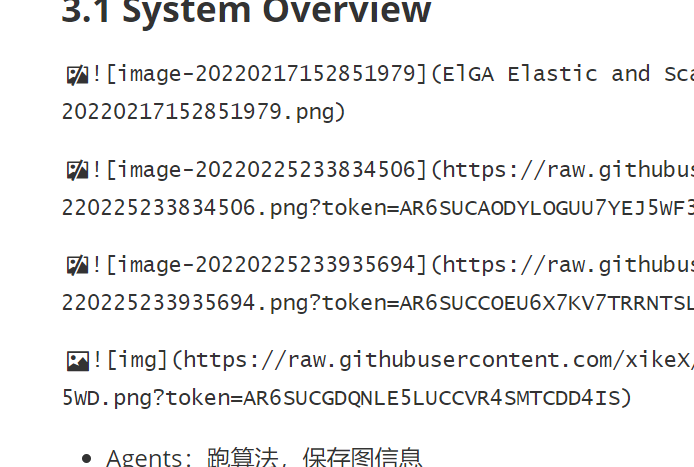 3.1 System Overview
![image-20220217152851979](ElGA Elastic and Sca
20220217152851979.png)
![image-20220225233834506](https://raw.githubus
220225233834506.png?token=AR6SUCAODYLOGUU7YEJ5WF3
![image-20220225233935694](https://raw.githubus
220225233935694.png?token=AR6SUCCOEU6X7KV7TRRNTSL
![img](https://raw.githubusercontent.com/xikeX/
5WD.png?token=AR6SUCGDQNLE5LUCCVR4SMTCDD4IS)
• Agents：跑算法，保存图信息